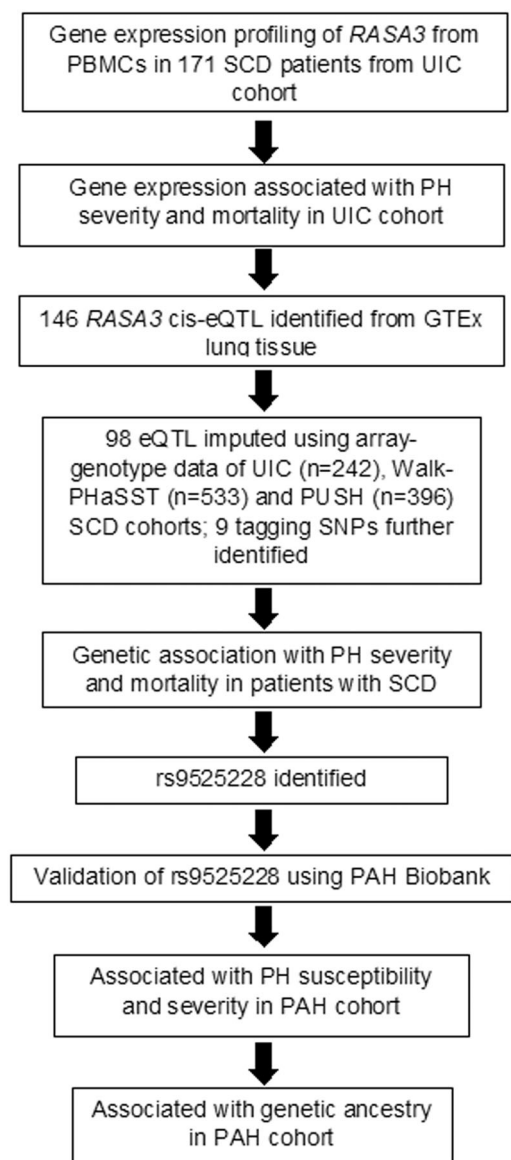 Gene expression profiling of RASA3 from
PBMCs in 171 SCD patients from UIC
cohort
Gene expression associated with PH
severity and mortality in UIC cohort
146 RASA3 cis-eQTL identified from GTEx
lung tissue
98 eQTL imputed using array-
genotype data of UIC (n=242), Walk-
PHaSST (n=533) and PUSH (n=396)
SCD cohorts; 9 tagging SNPs further
identified
Genetic association with PH severity
and mortality in patients with SCD
rs9525228 identified
Validation of rs9525228 using PAH Biobank
Associated with PH susceptibility
and severity in PAH cohort
Associated with genetic ancestry
in PAH cohort